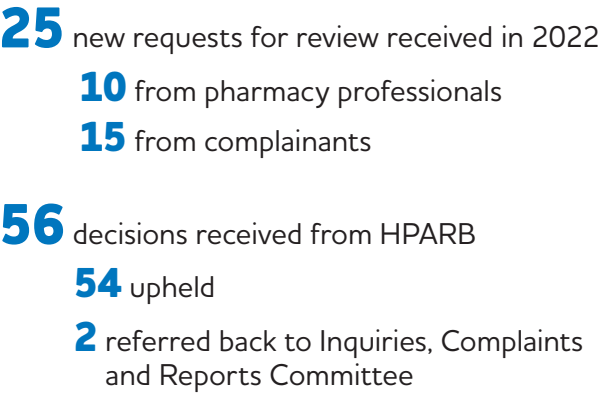 25 new requests for review received in 2022
10 from pharmacy professionals
15 from complainants
56 decisions received from HPARB
54 upheld
2 referred back to Inquiries, Complaints
and Reports Committee